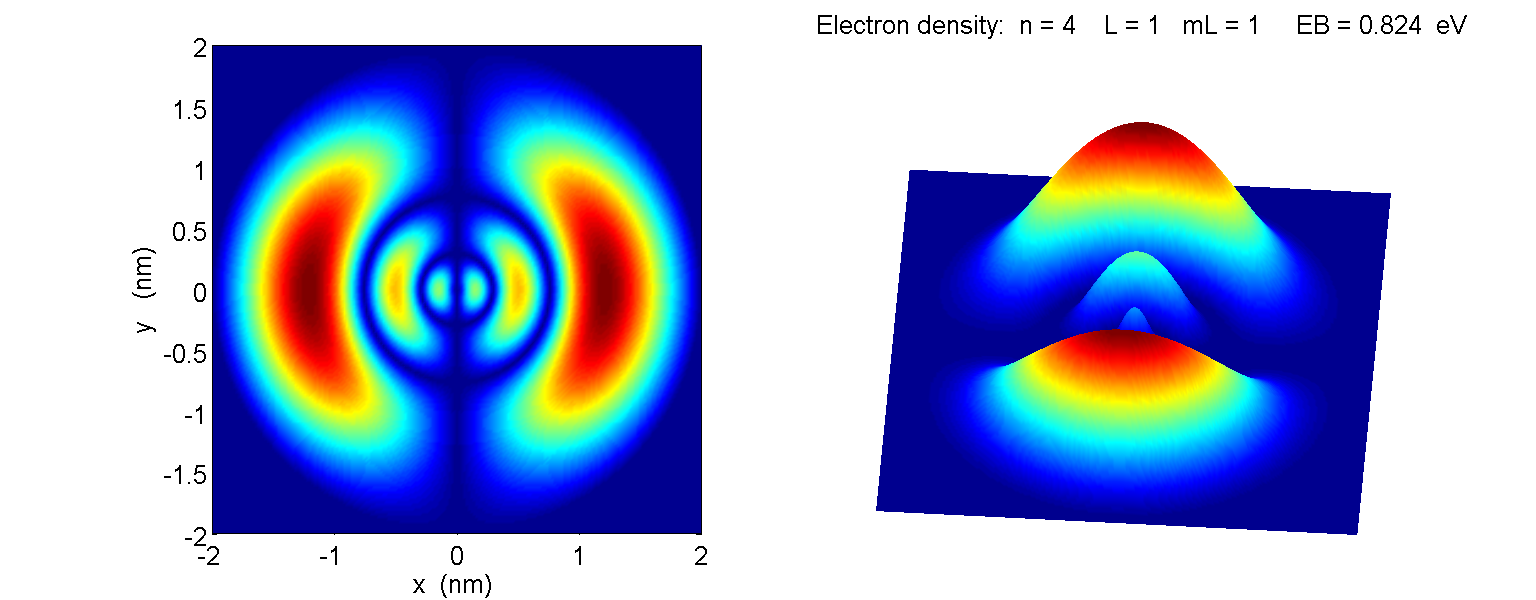 Electron density: n = 4 L = 1 mL = 1 EB = 0.824 eV
2
1.5
1
0.5
0
-0.5
-1
-1.5
-2
y (nm)
-2 -1 0 1 2
x (nm)